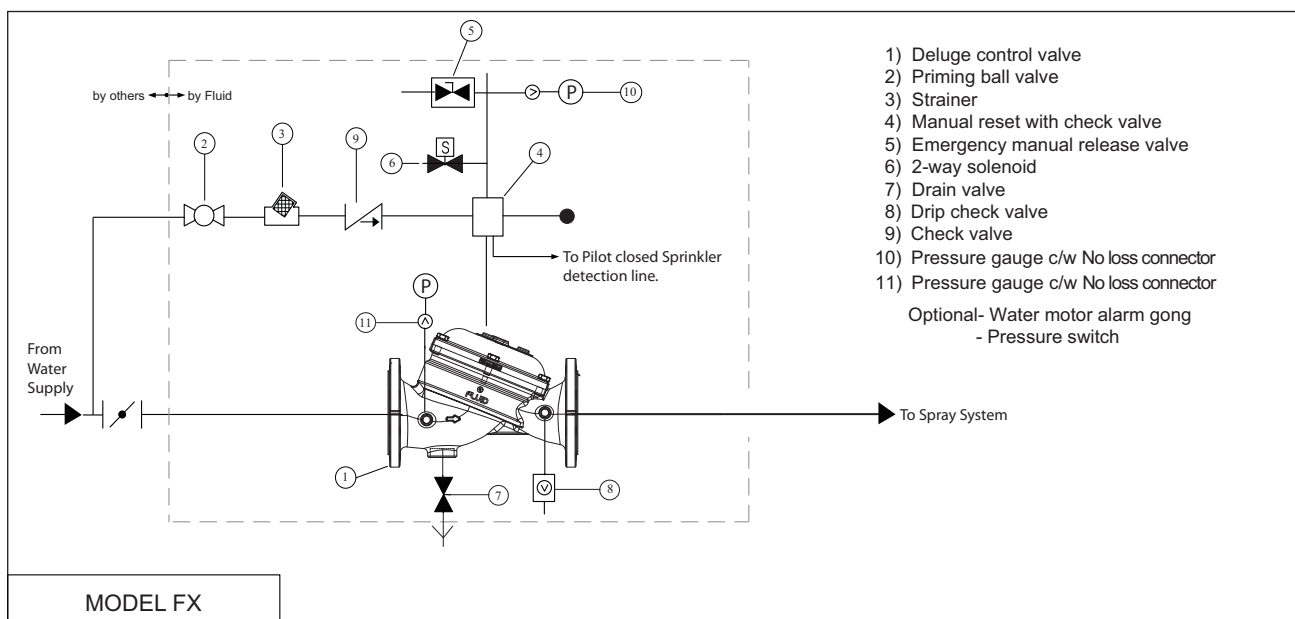 5
by others by Fluid
P
10
2
3
9
S
6
4
To Pilot closed Sprinkler
detection line.
P
11
From
Water
Supply
FLUID
To Spray System
1
7
8
1) Deluge control valve
2) Priming ball valve
3) Strainer
4) Manual reset with check valve
5) Emergency manual release valve
6) 2-way solenoid
7) Drain valve
8) Drip check valve
9) Check valve
10) Pressure gauge c/w No loss connector
11) Pressure gauge c/w No loss connector
Optional- Water motor alarm gong
- Pressure switch
MODEL FX